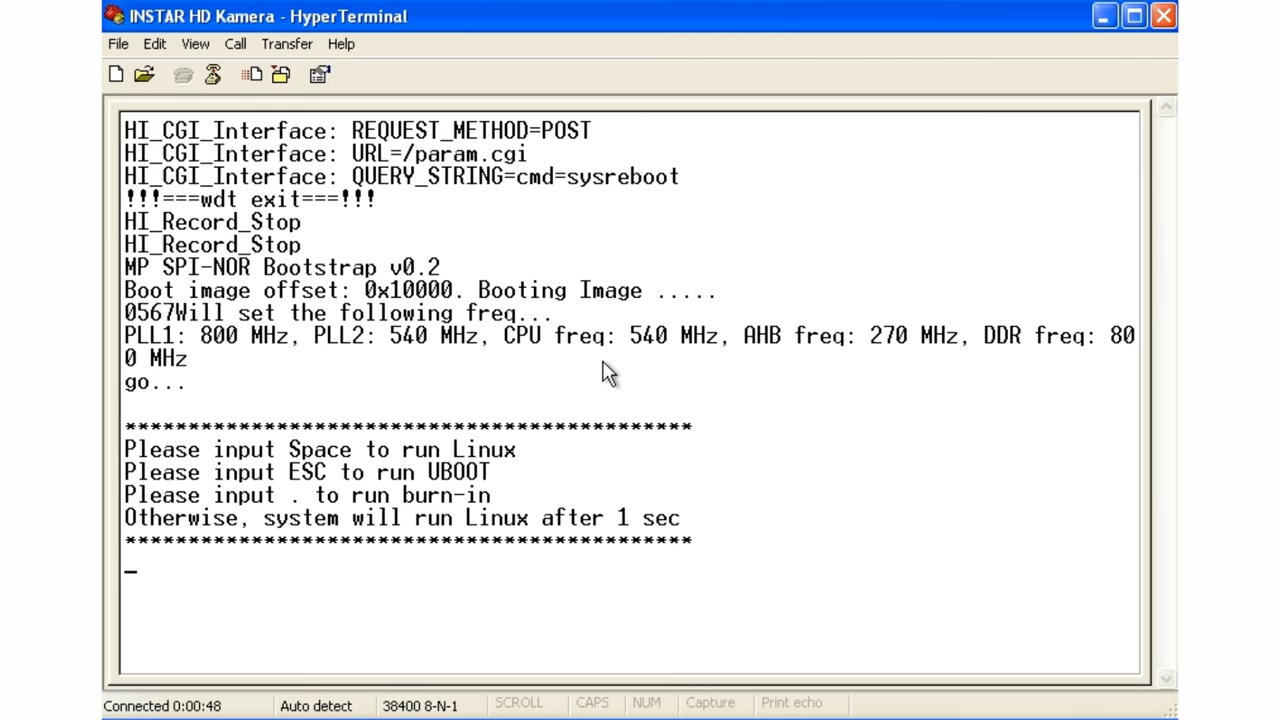 INSTAR HD Kamera - HyperTerminal
File Edit View Call Transfer Help
HI_CGI_Interface: REQUEST_METHOD=POST
HI_CGI_Interface: URL=/param.cgi
HI_CGI_Interface: QUERY_STRING=cmd=sysreboot
!!!===wdt exit===!!!
HI_Record_Stop
HI_Record_Stop
MP SPI-NOR Bootstrap v0.2
Boot image offset: 0x10000. Booting Image .....
0567Will set the following freq...
PLL1: 800 MHz, PLL2: 540 MHz, CPU freq: 540 MHz, AHB freq: 270 MHz, DDR freq: 80
0 MHz
go...
*********************************************
Please input Space to run Linux
Please input ESC to run UBOOT
Please input . to run burn-in
Otherwise, system will run Linux after 1 sec
*********************************************
_
Connected 0:00:48 Auto detect 38400 8-N-1 SCROLL CAPS NUM Capture Print echo